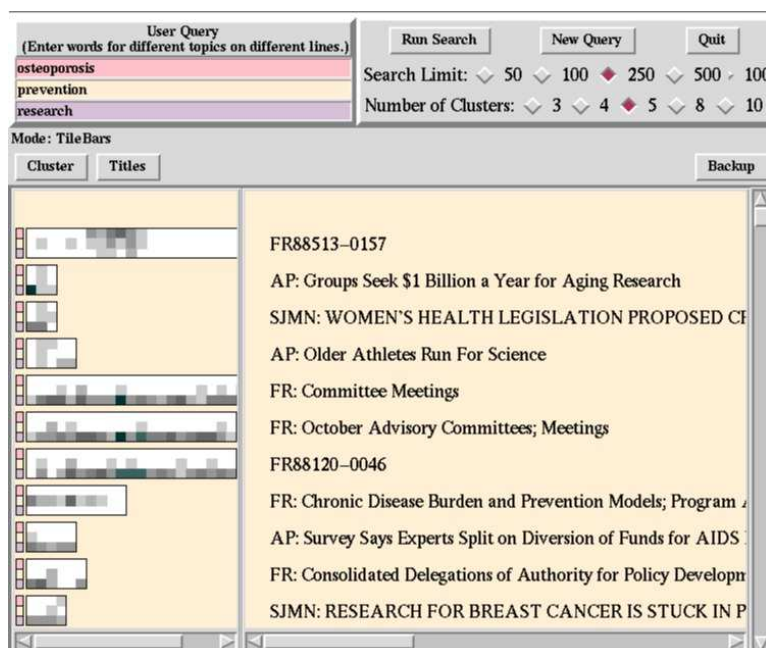 User Query
(Enter words for different topics on different lines.)
osteoporosis
prevention
research
Run Search New Query Quit
Search Limit: 50 100 250 500 100
Number of Clusters: 3 4 5 8 10
Mode: TileBars
Cluster Titles Backup
FR88513-0157
AP: Groups Seek $1 Billion a Year for Aging Research
SJMN: WOMEN'S HEALTH LEGISLATION PROPOSED
AP: Older Athletes Run For Science
FR: Committee Meetings
FR: October Advisory Committees; Meetings
FR88120-0046
FR: Chronic Disease Burden and Prevention Models; Program
AP: Survey Says Experts Split on Diversion of Funds for AIDS
FR: Consolidated Delegations of Authority for Policy Developm
SJMN: RESEARCH FOR BREAST CANCER IS STUCK IN P